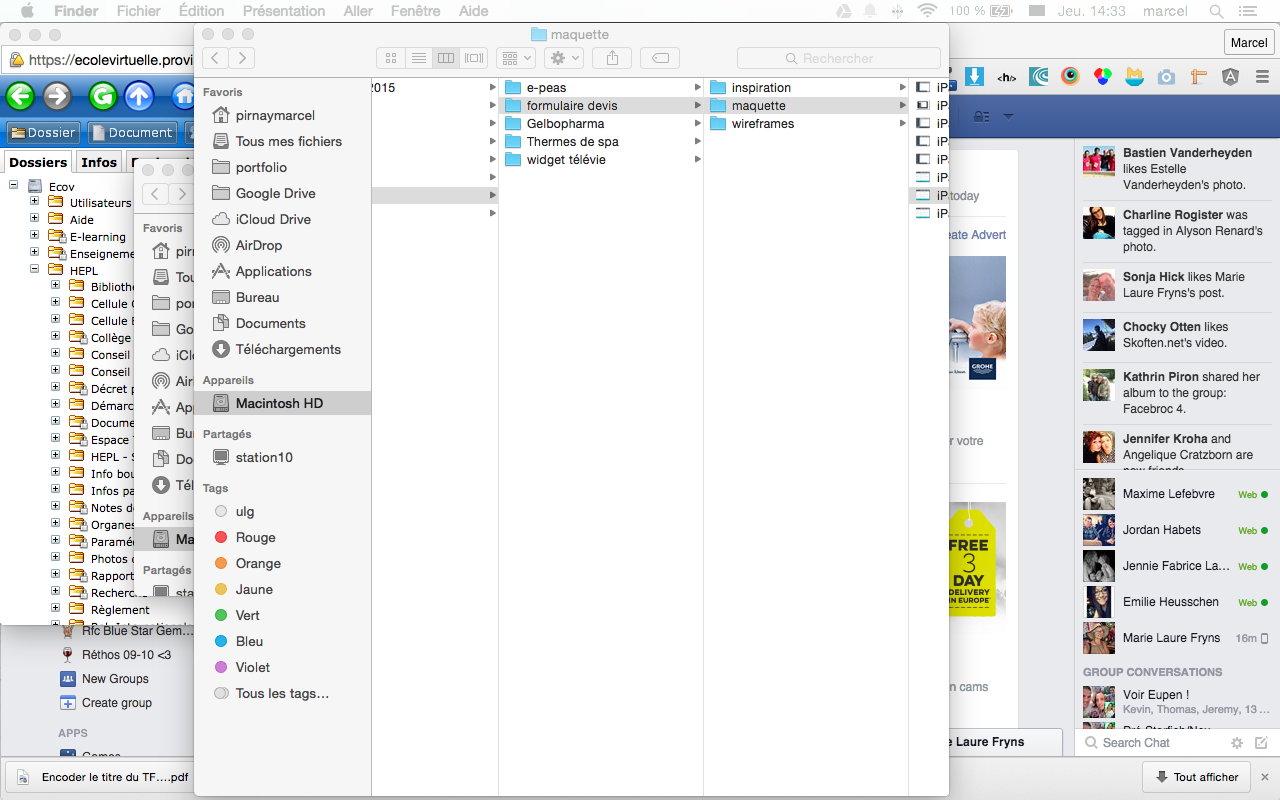 Finder Fichier Édition Présentation Aller Fenêtre Aide 100 % Jeu. 14:33 marcel
maquette
Rechercher
Marcel
https://ecolevirtuelle.provi
Dossier Document
Dossiers Infos
Ecov
Utilisateurs
Aide
E-learning
Enseigneme
HEPL
Biblioth
Cellule
Cellule
Collège
Conseil
Conseil
Décret
Démarc
Docume
Espace
HEPL - S
Info bou
Infos pa
Notes de
Organes
Paramé
Photos
Rapport
Recherche
Règlement
Favoris
pirn
Tou
por
Go
iCl
Air
Ap
Bu
Do
Tél
Appareils
Ma
Partagés
sta
Favoris
pirnaymarcel
Tous mes fichiers
portfolio
Google Drive
iCloud Drive
AirDrop
Applications
Bureau
Documents
Téléchargements
Appareils
Macintosh HD
Partagés
station10
Tags
ulg
Rouge
Orange
Jaune
Vert
Bleu
Violet
Tous les tags…
2015
e-peas
formulaire devis
Gelbopharma
Thermes de spa
widget télévie
inspiration
maquette
wireframes
iP
iP
iP
iP
iP
iP
iP
iP
today
eate Advert
GROHE
r votre
FREE
3
DAY
DELIVERY
IN EUROPE
on cams
e Laure Fryns
Bastien Vanderheyden
likes Estelle
Vanderheyden's photo.
Charline Rogister was
tagged in Alyson Renard's
photo.
Sonja Hick likes Marie
Laure Fryns's post.
Chocky Otten likes
Skoften.net's video.
Kathrin Piron shared her
album to the group:
Facebroc 4.
Jennifer Kroha and
Angelique Cratzborn are
new friends.
Maxime Lefebvre Web
Jordan Habets Web
Jennie Fabrice La... Web
Emilie Heusschen Web
Marie Laure Fryns 16m
GROUP CONVERSATIONS
Voir Eupen !
Kevin, Thomas, Jeremy, 13 ...
Search Chat
Rfc Blue Star Gem...
Réthos 09-10 <3
New Groups
Create group
APPS
Games
Encoder le titre du TF....pdf
Tout afficher